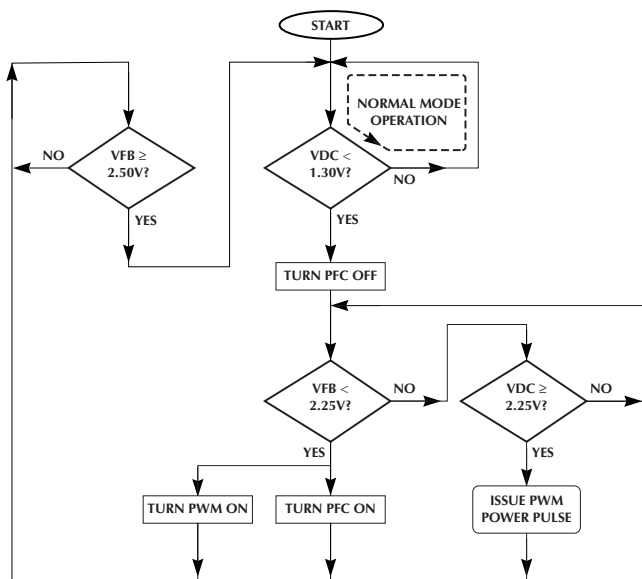 START
NORMAL MODE
OPERATION
VFB ≥
2.50V?
NO
YES
VDC <
1.30V?
NO
YES
TURN PFC OFF
VFB <
2.25V?
NO
YES
VDC ≥
2.25V?
NO
YES
TURN PWM ON
TURN PFC ON
ISSUE PWM
POWER PULSE